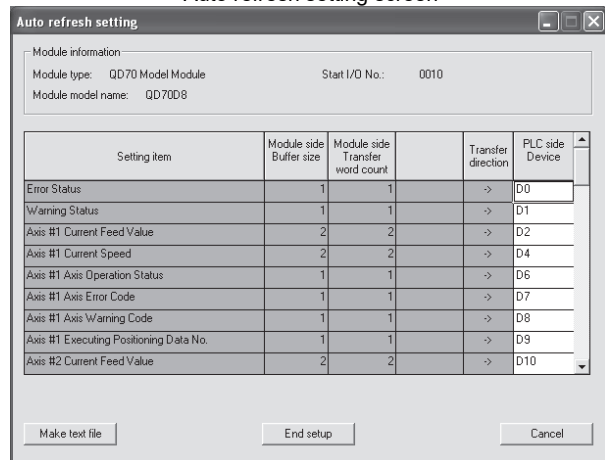 Auto refresh setting screen
Auto refresh setting
Module information
Module type: QD70 Model Module Start I/O No.: 0010
Module model name: QD70D8
Setting item Module side Buffer size Module side Transfer word count Transfer direction PLC side Device
Error Status 1 1 -> D0
Warning Status 1 1 -> D1
Axis #1 Current Feed Value 2 2 -> D2
Axis #1 Current Speed 2 2 -> D4
Axis #1 Axis Operation Status 1 1 -> D6
Axis #1 Axis Error Code 1 1 -> D7
Axis #1 Axis Warning Code 1 1 -> D8
Axis #1 Executing Positioning Data No. 1 1 -> D9
Axis #2 Current Feed Value 2 2 -> D10
Make text file End setup Cancel